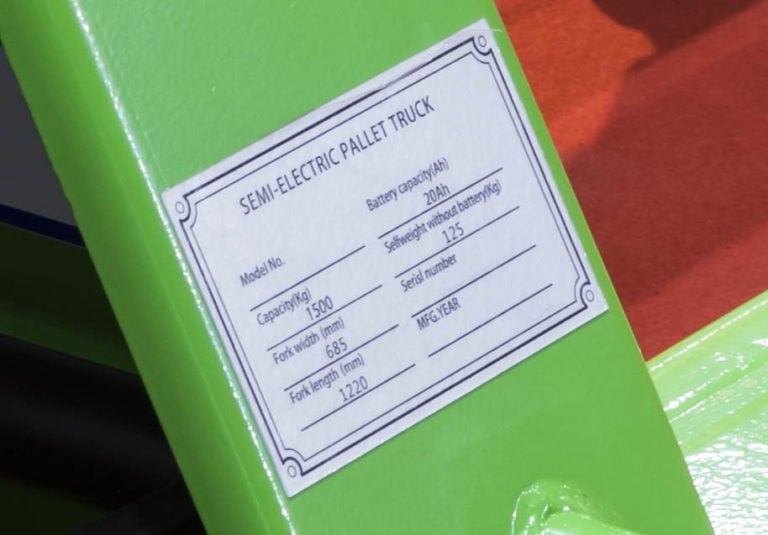 SEMI-ELECTRIC PALLET TRUCK
Model No.
Capacity(Kg)
1500
Fork width (mm)
685
Fork length (mm)
1220
Battery capacity(Ah)
20Ah
Selfweight without battery(Kg)
125
Serisl number
MFG.YEAR